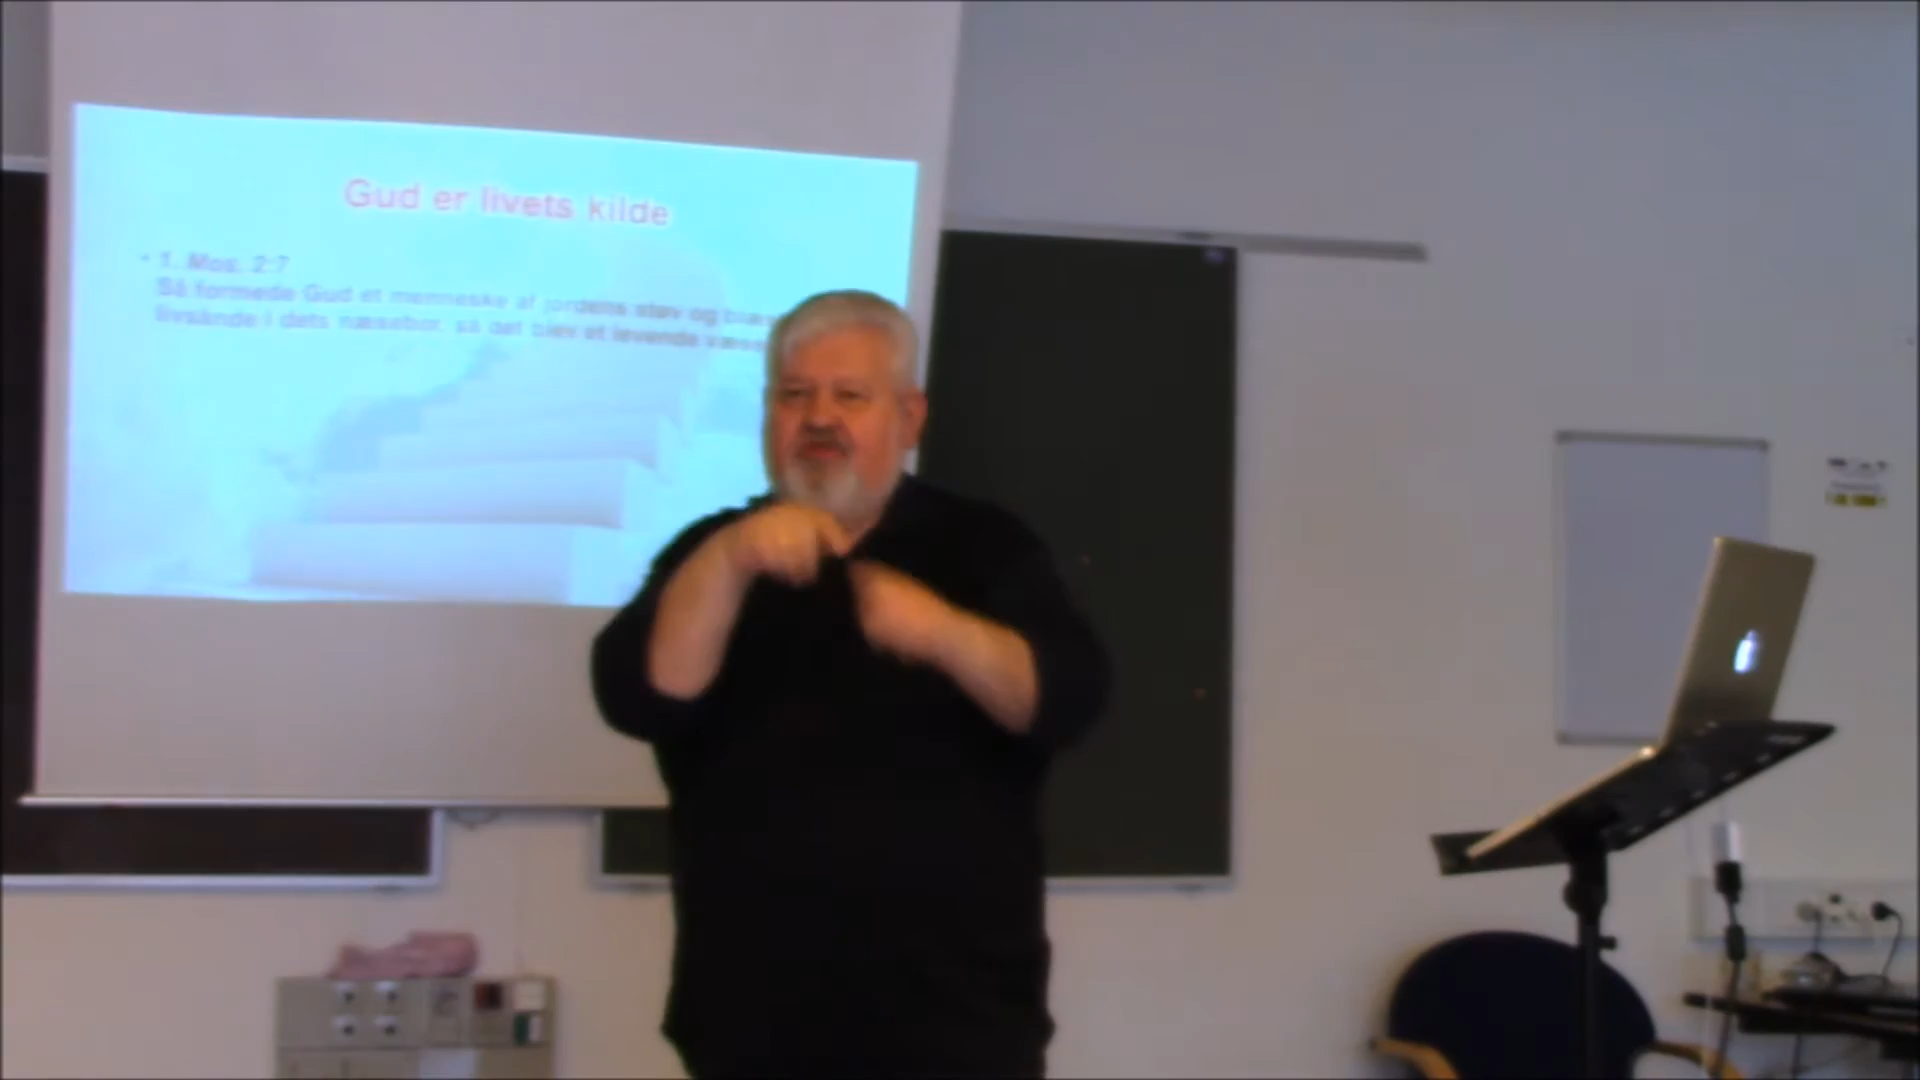 Gud er livets kilde
• 1. Mos. 2:7
Så formede Gud et menneske af jordens støv og
livsånde i dets næsebor, så det blev et levende